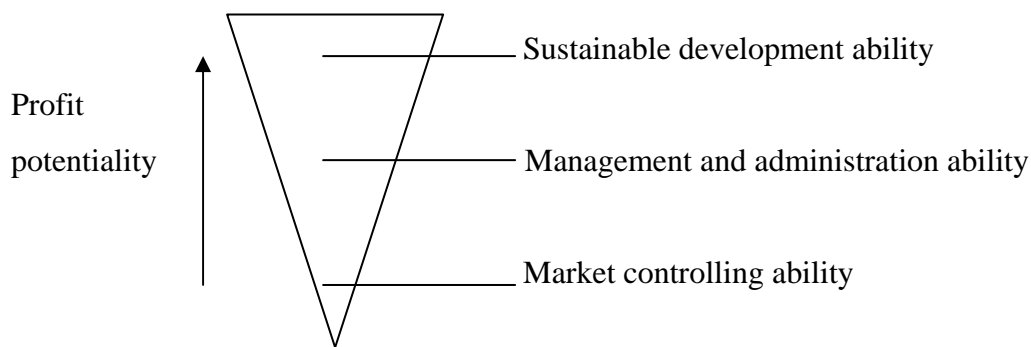 Sustainable development ability
Profit
potentiality
Management and administration ability
Market controlling ability